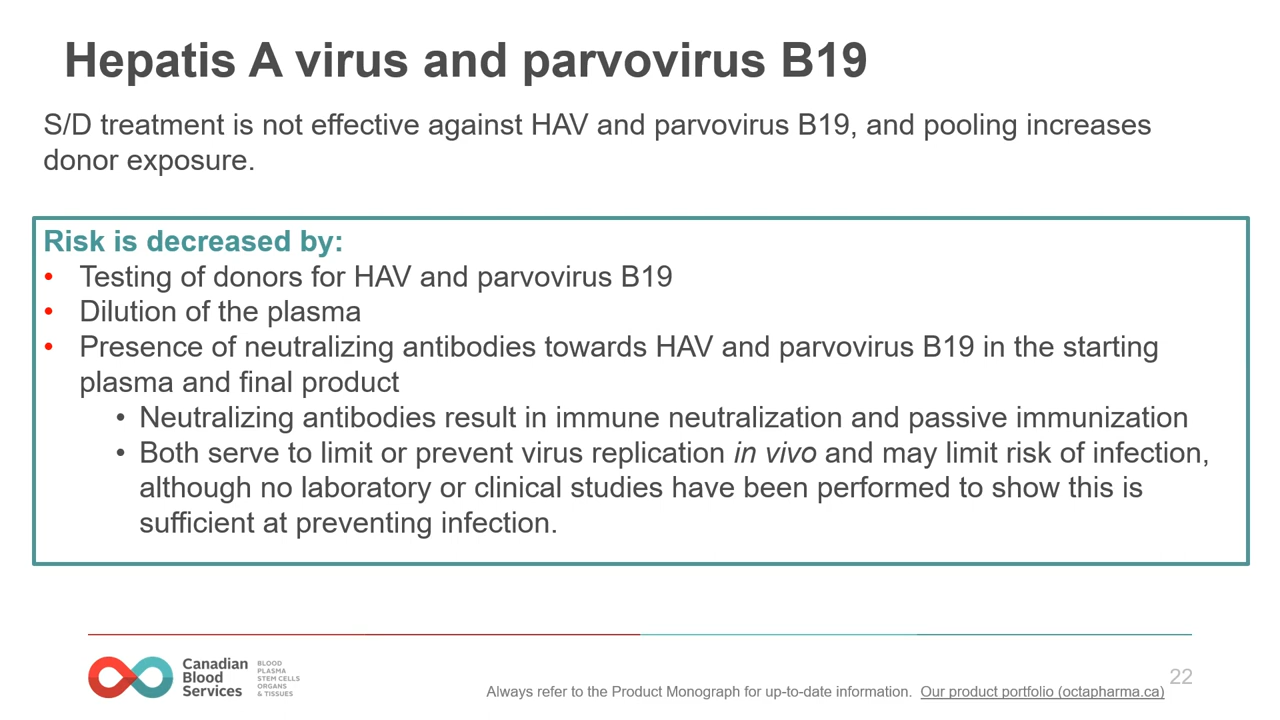 Hepatis A virus and parvovirus B19
S/D treatment is not effective against HAV and parvovirus B19, and pooling increases
donor exposure.
Risk is decreased by:
• Testing of donors for HAV and parvovirus B19
• Dilution of the plasma
• Presence of neutralizing antibodies towards HAV and parvovirus B19 in the starting
plasma and final product
• Neutralizing antibodies result in immune neutralization and passive immunization
• Both serve to limit or prevent virus replication in vivo and may limit risk of infection,
although no laboratory or clinical studies have been performed to show this is
sufficient at preventing infection.
Canadian
Blood
Services
BLOOD
PLASMA
STEM CELLS
ORGANS
& TISSUES
Always refer to the Product Monograph for up-to-date information. Our product portfolio (octapharma.ca)
22